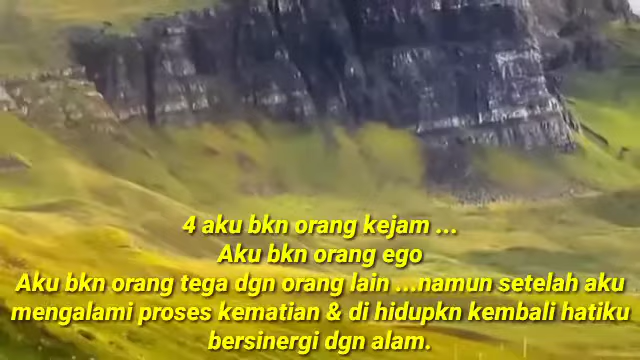 4 aku bkn orang kejam ...
Aku bkn orang ego
Aku bkn orang tega dgn orang lain ...namun setelah aku
mengalami proses kematian & di hidupkn kembali hatiku
bersinergi dgn alam.